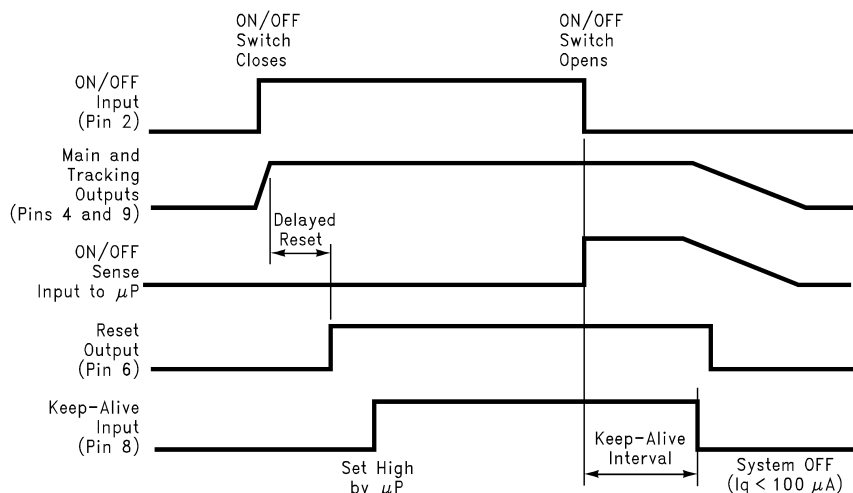 ON/OFF
Switch
Closes
ON/OFF
Switch
Opens
ON/OFF
Input
(Pin 2)
Main and
Tracking
Outputs
(Pins 4 and 9)
Delayed
Reset
ON/OFF
Sense
Input to μP
Reset
Output
(Pin 6)
Keep-Alive
Input
(Pin 8)
Set High
by μP
Keep-Alive
Interval
System OFF
(Iq < 100 μA)